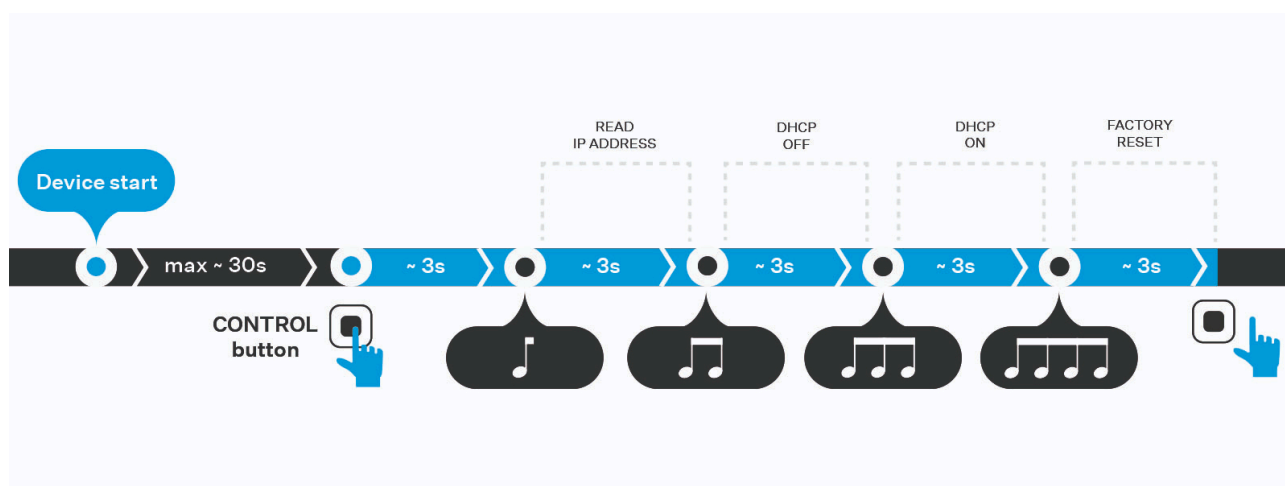 READ
IP ADDRESS
DHCP
OFF
DHCP
ON
FACTORY
RESET
Device start
max ~ 30s
~ 3s
~ 3s
~ 3s
~ 3s
~ 3s
CONTROL
button